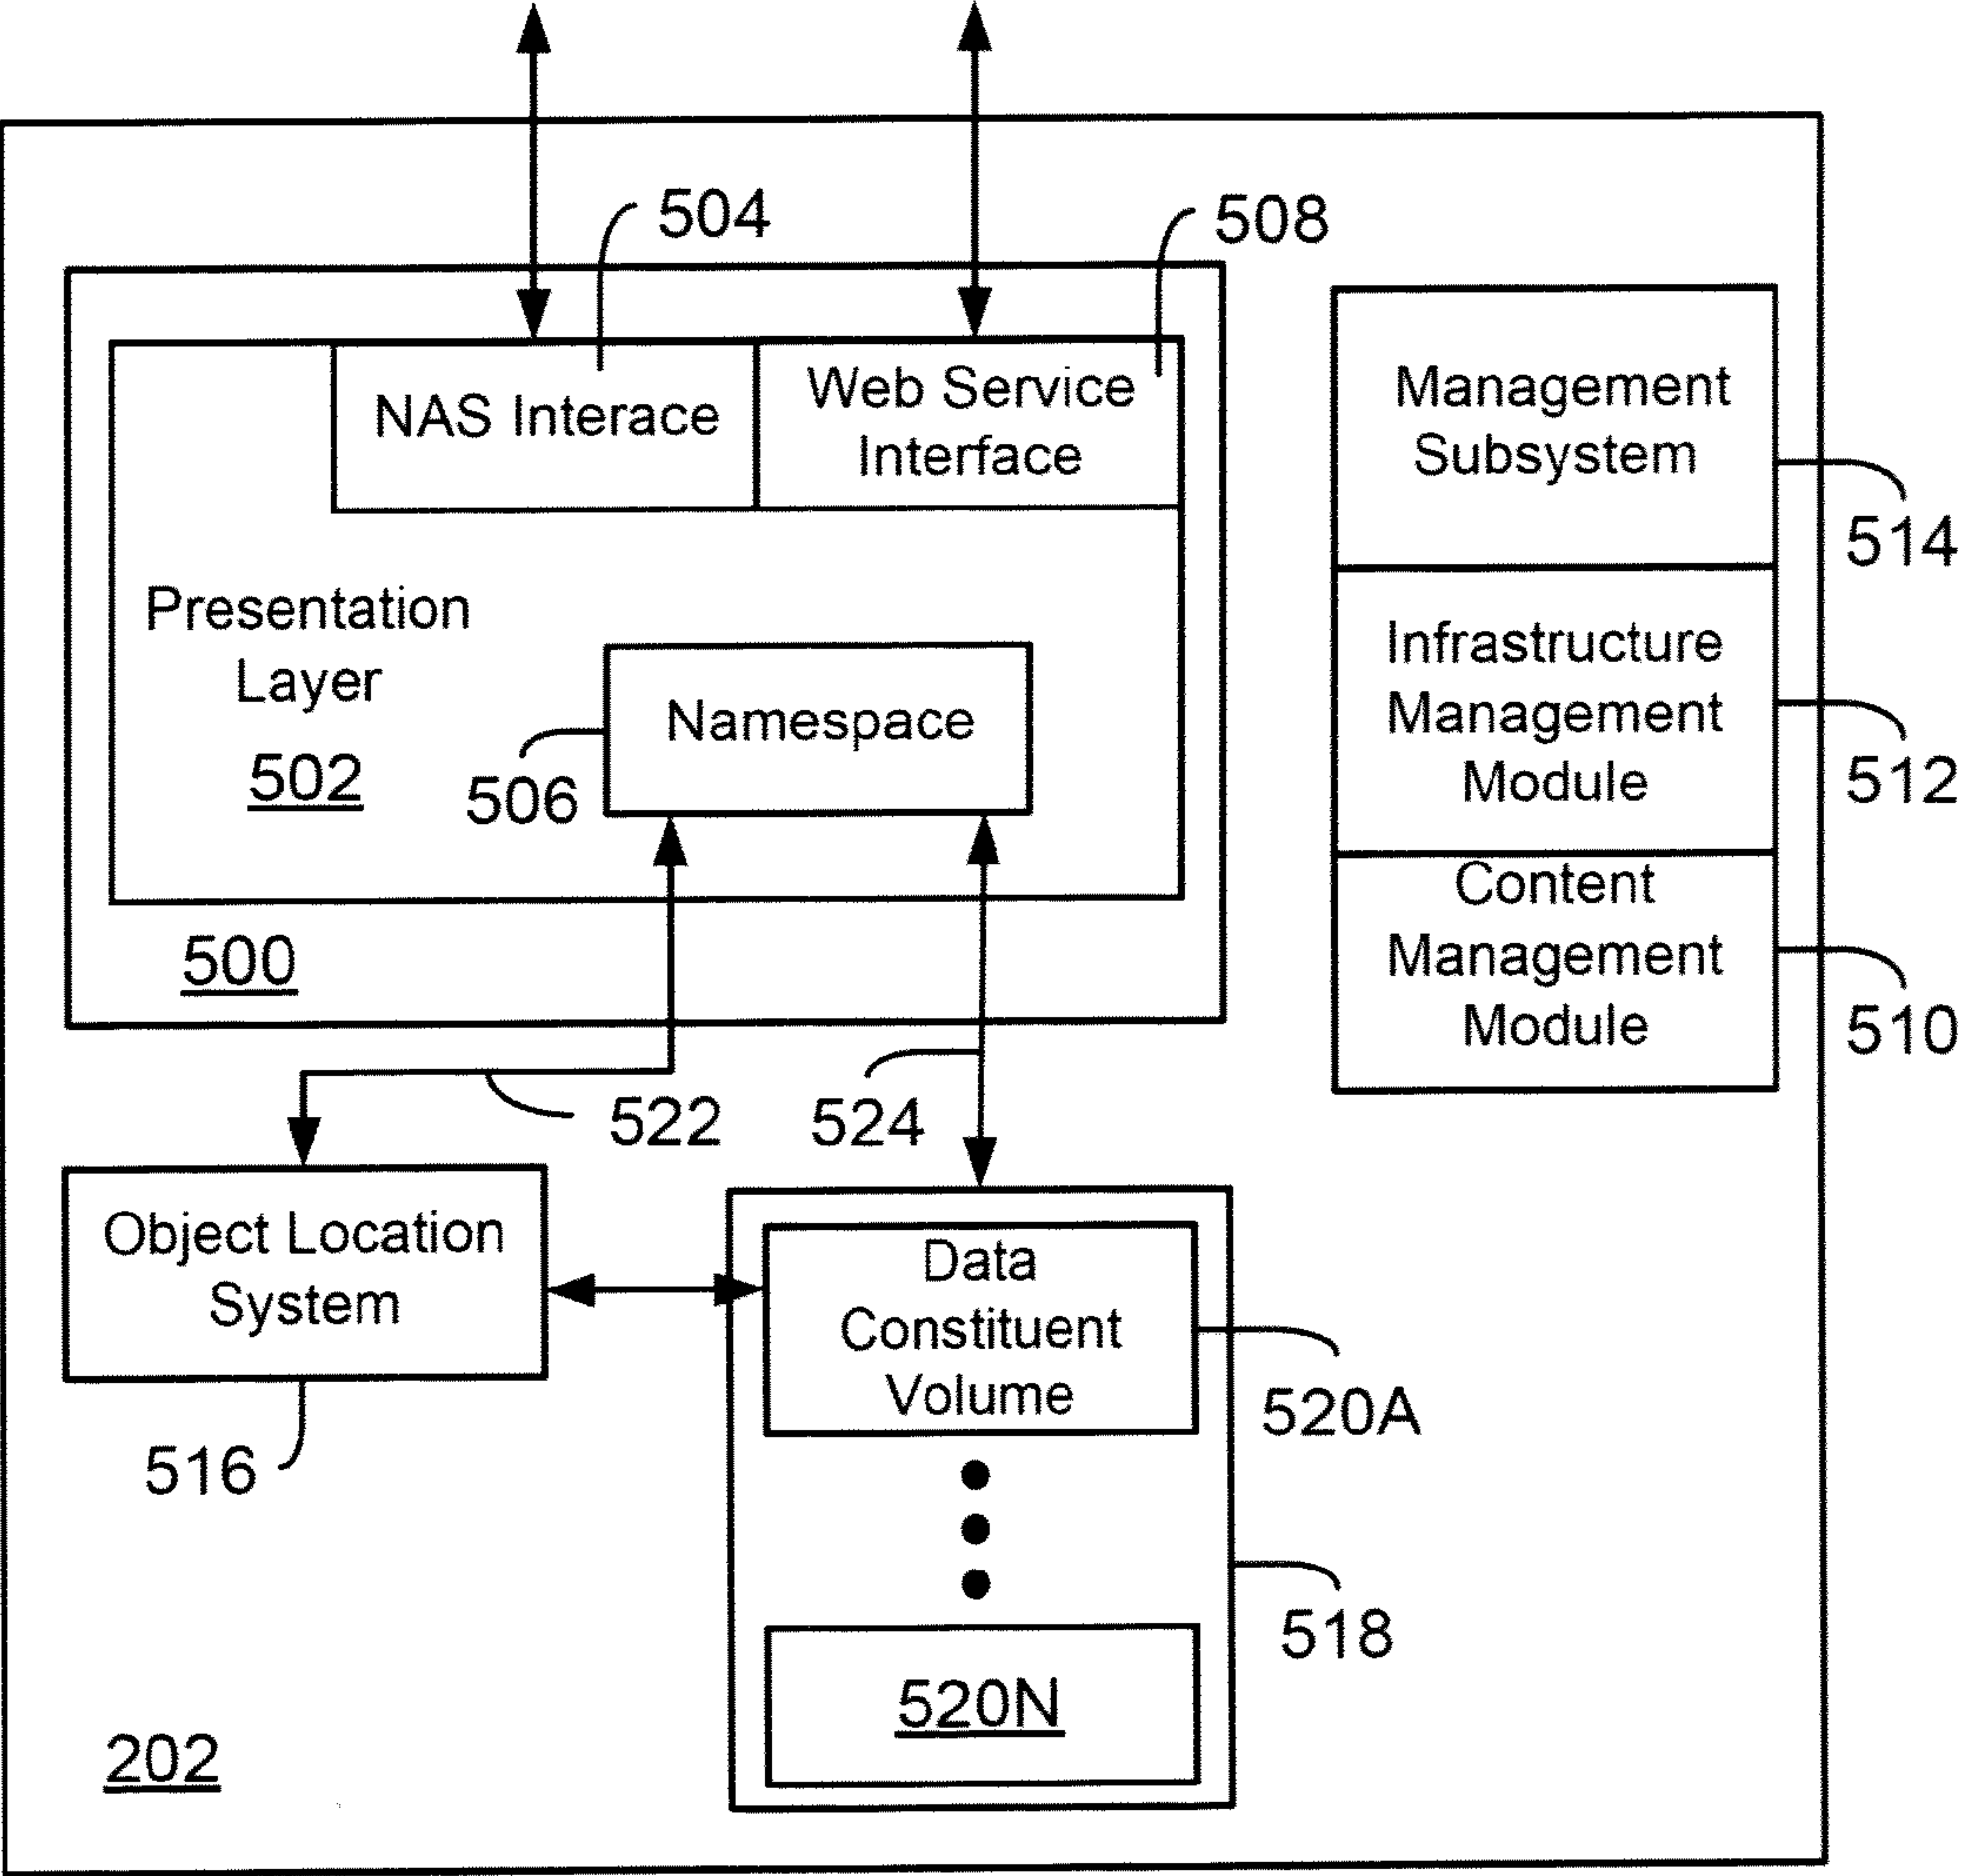 504
508
NAS Interace
Web Service
Interface
Presentation
Layer
502
Namespace
506
500
Management
Subsystem
514
Infrastructure
Management
Module
512
Content
Management
Module
510
522
524
Object Location
System
516
Data
Constituent
Volume
520A
518
520N
202